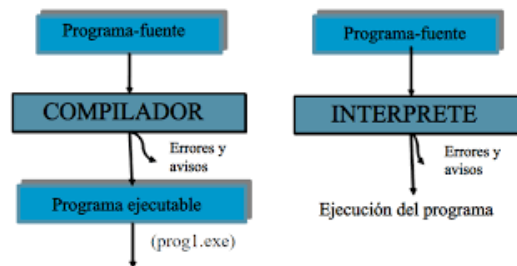 Programa-fuente
COMPILADOR
Errores y
avisos
Programa ejecutable
(prog1.exe)
Programa-fuente
INTERPRETE
Errores y
avisos
Ejecución del programa